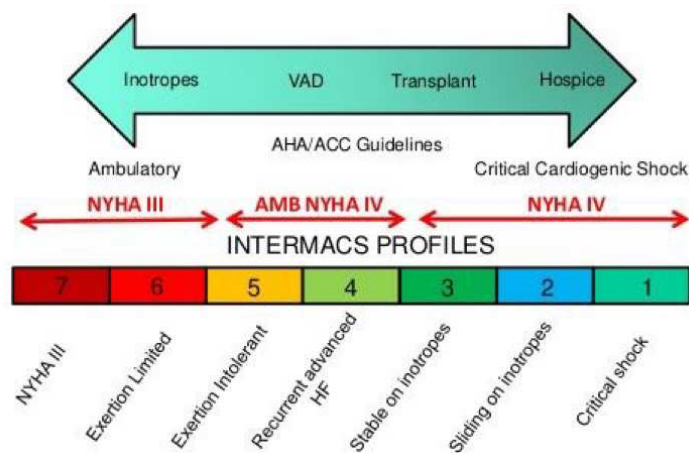 Inotropes VAD Transplant Hospice
AHA/ACC Guidelines
Ambulatory Critical Cardiogenic Shock
NYHA III AMB NYHA IV NYHA IV
INTERMACS PROFILES
7 6 5 4 3 2 1
NYHA III
Exertion Limited
Exertion Intolerant
Recurrent advanced
HF
Stable on inotropes
Sliding on inotropes
Critical shock